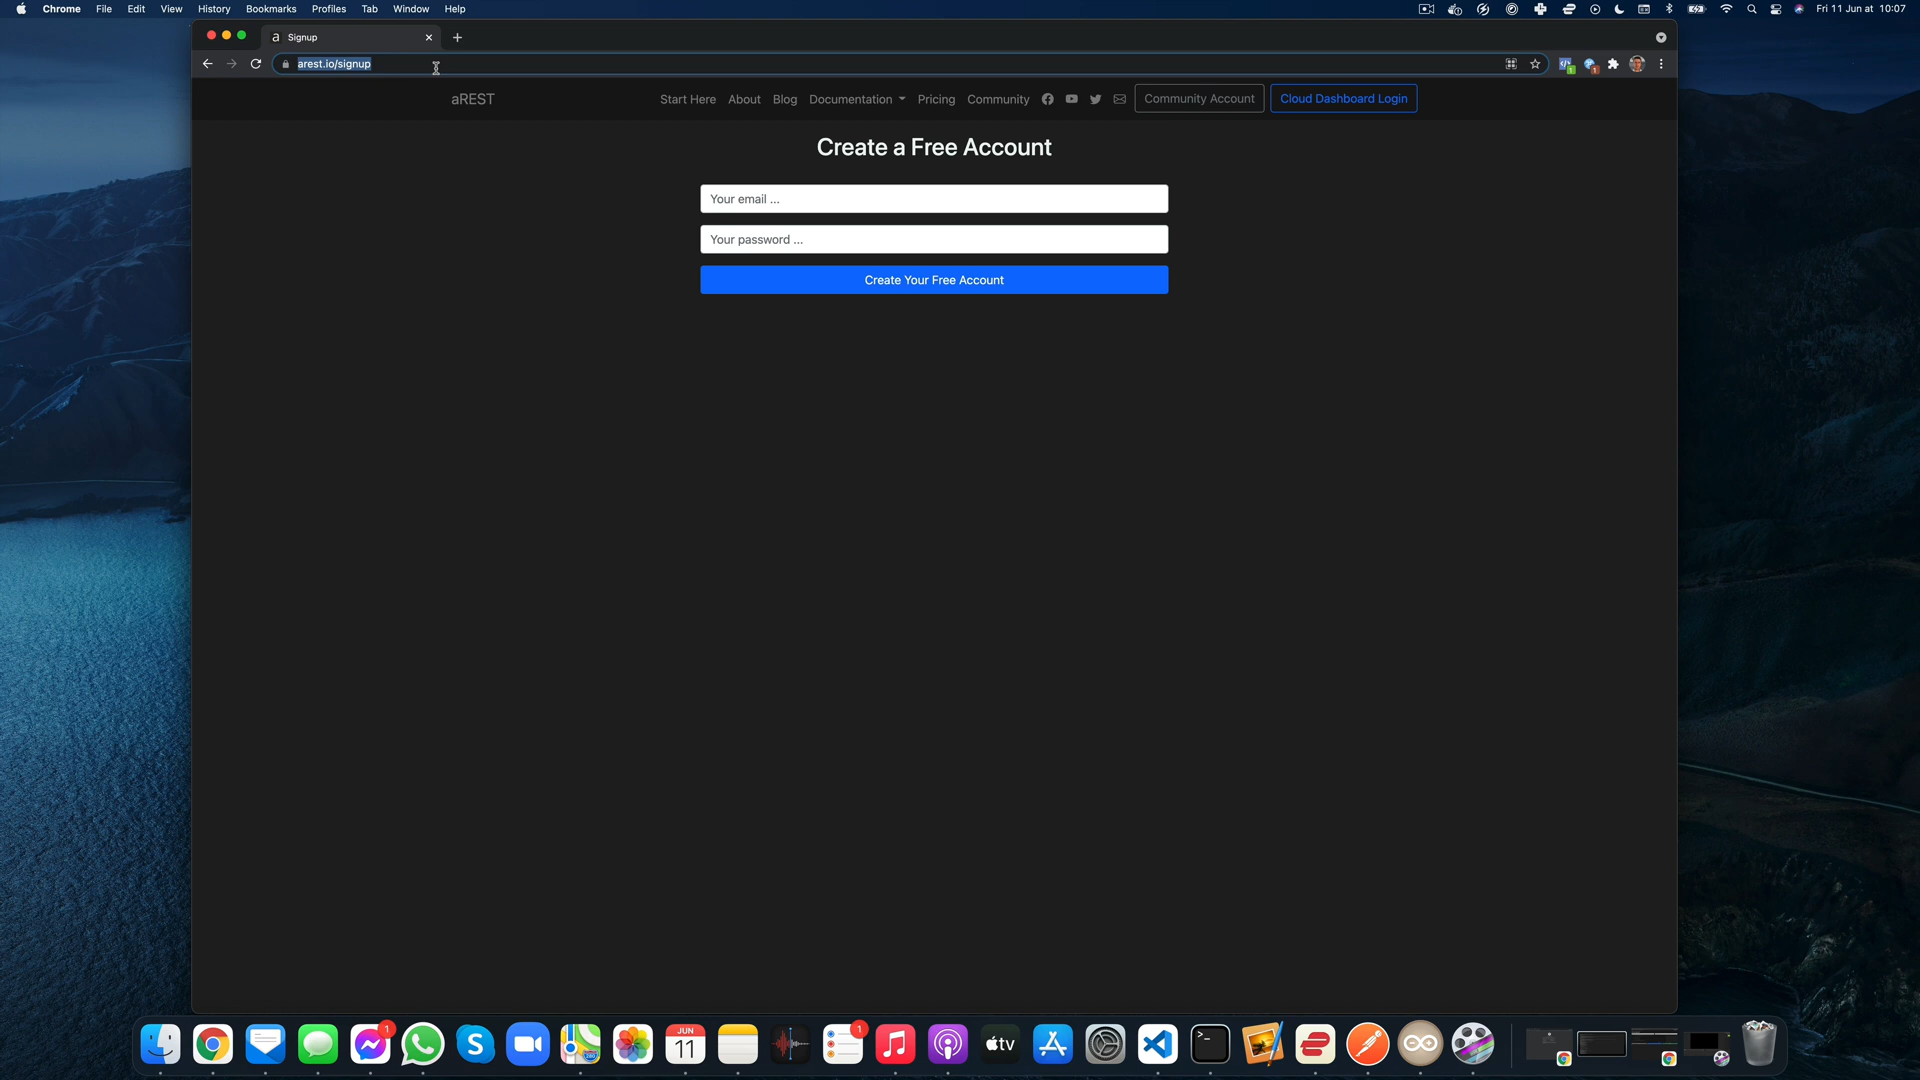 Chrome File Edit View History Bookmarks Profiles Tab Window Help
Fri 11 Jun at 10:07
a Signup
arest.io/signup
aREST
Start Here About Blog Documentation Pricing Community Community Account Cloud Dashboard Login
Create a Free Account
Your email ...
Your password ...
Create Your Free Account
1
JUN
11
1
tv